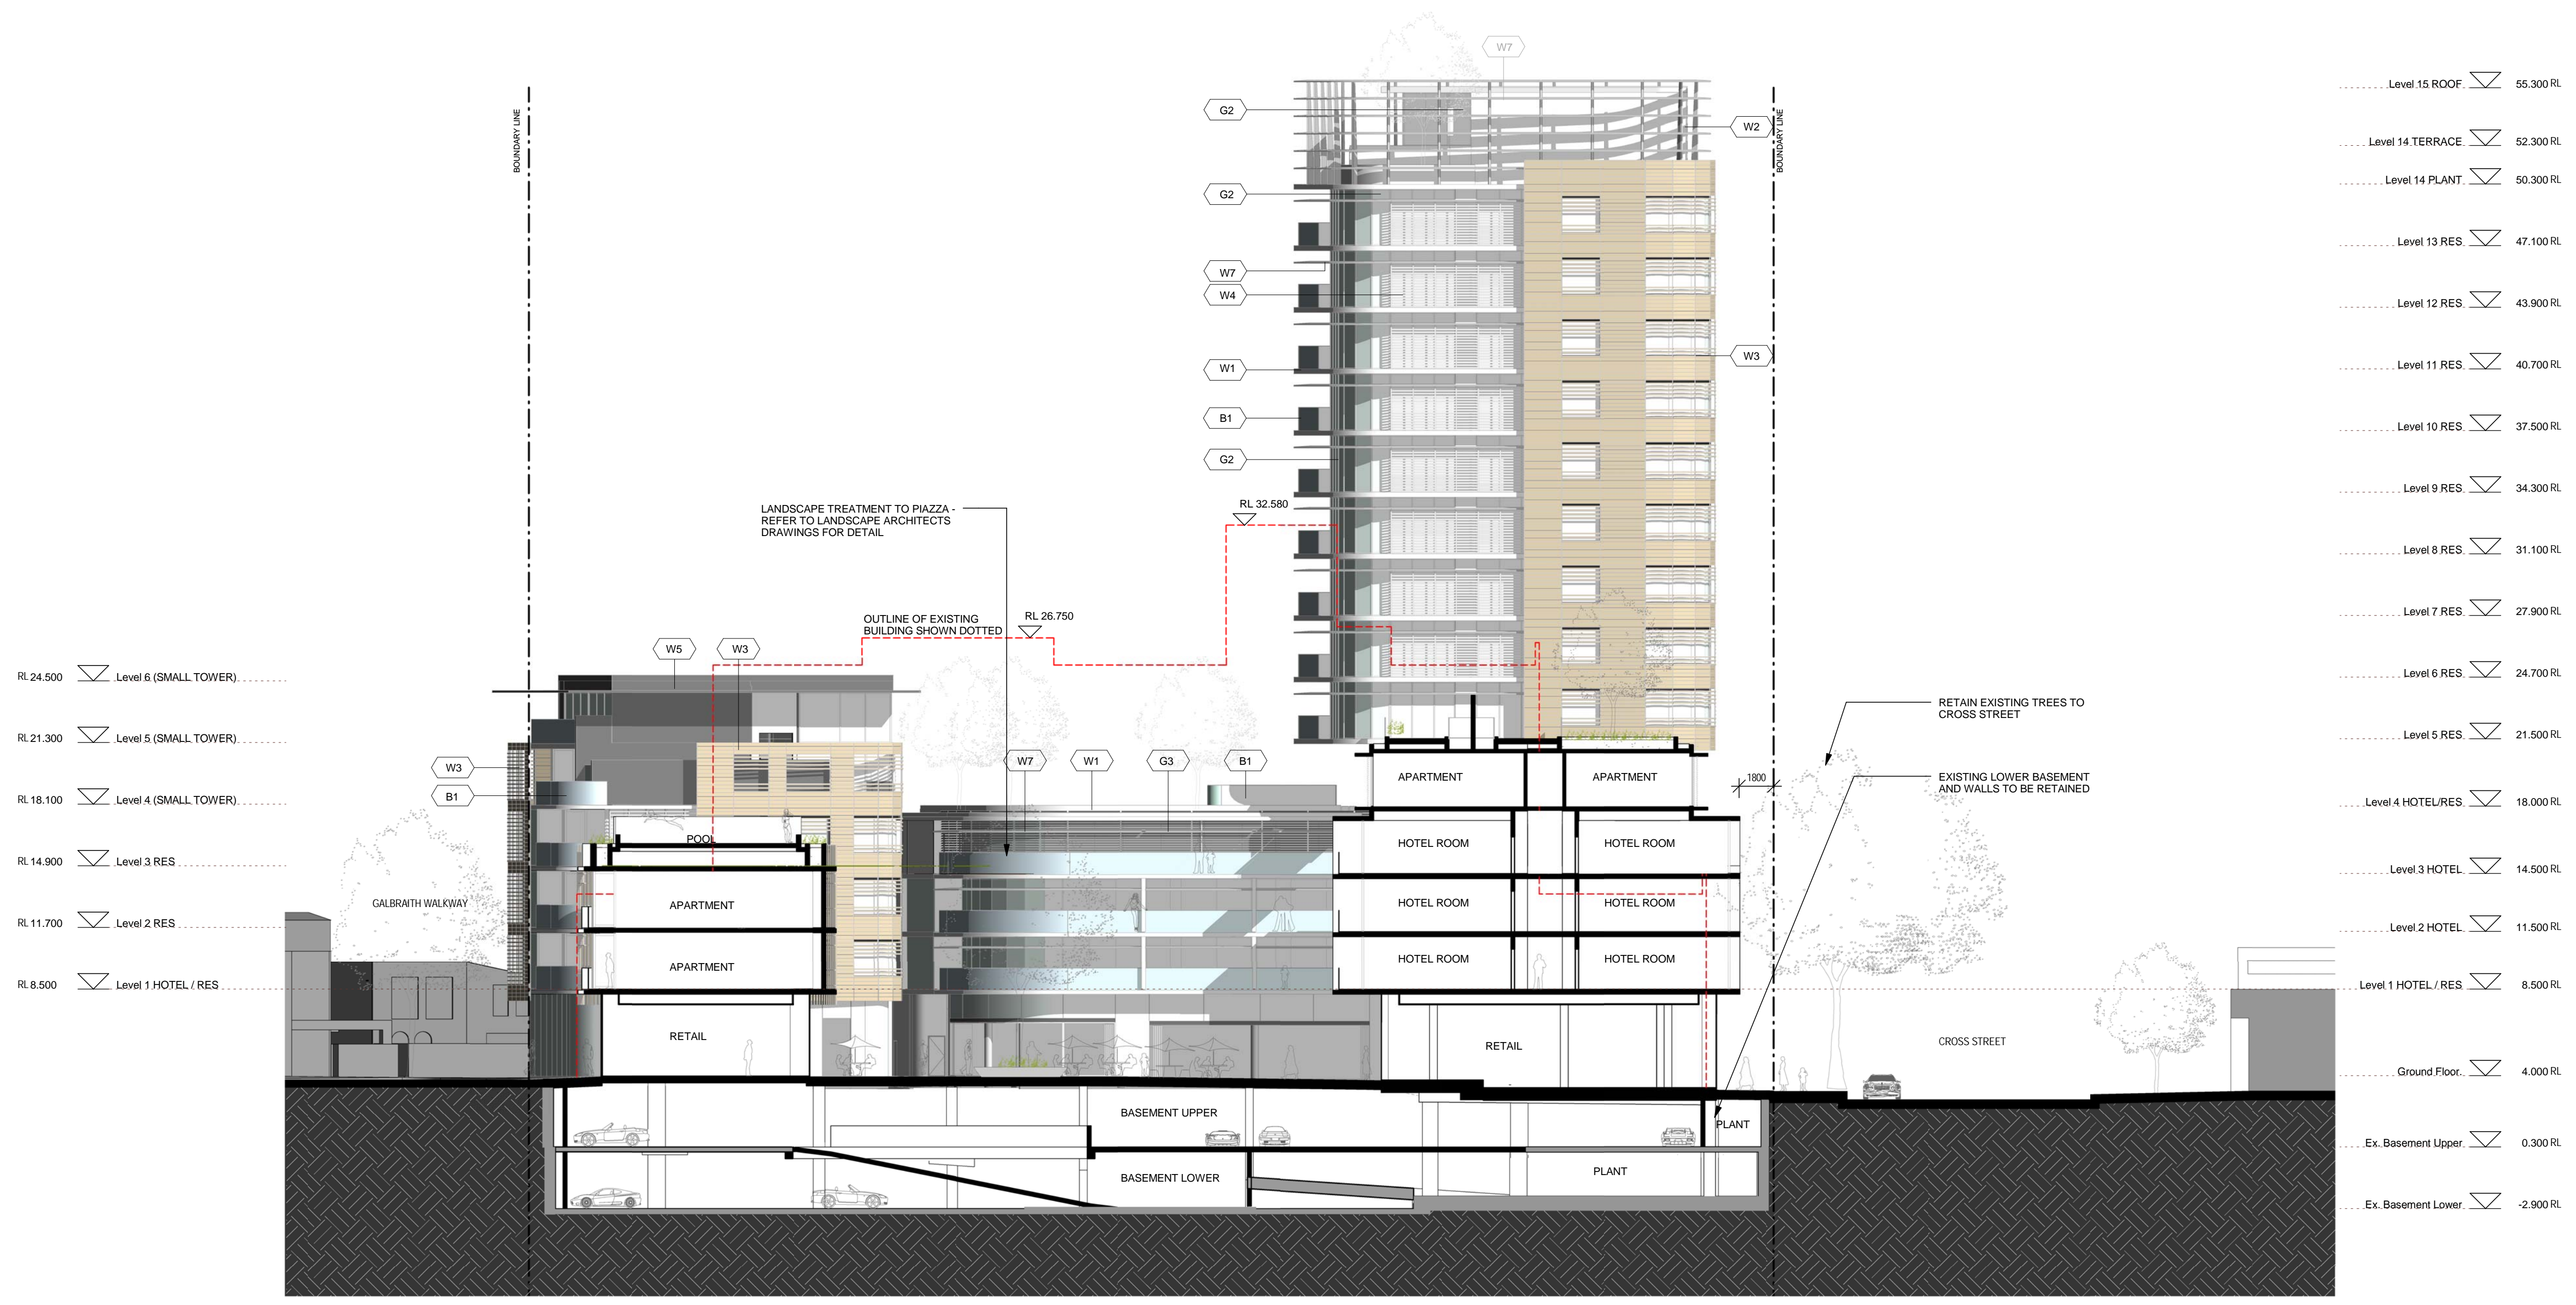 W7
G2
W2
BOUNDARY LINE
BOUNDARY LINE
G2
W7
W4
W3
W1
B1
G2
Level 15 ROOF 55.300 RL
Level 14 TERRACE 52.300 RL
Level 14 PLANT 50.300 RL
Level 13 RES 47.100 RL
Level 12 RES 43.900 RL
Level 11 RES 40.700 RL
Level 10 RES 37.500 RL
Level 9 RES 34.300 RL
Level 8 RES 31.100 RL
Level 7 RES 27.900 RL
Level 6 RES 24.700 RL
Level 5 RES 21.500 RL
Level 4 HOTEL/RES 18.000 RL
Level 3 HOTEL 14.500 RL
Level 2 HOTEL 11.500 RL
Level 1 HOTEL / RES 8.500 RL
Ground Floor 4.000 RL
Ex. Basement Upper 0.300 RL
Ex. Basement Lower -2.900 RL
RL 32.580
LANDSCAPE TREATMENT TO PIAZZA -
REFER TO LANDSCAPE ARCHITECTS
DRAWINGS FOR DETAIL
OUTLINE OF EXISTING
BUILDING SHOWN DOTTED
RL 26.750
W5
W3
RL 24.500 Level 6 (SMALL TOWER)
RL 21.300 Level 5 (SMALL TOWER)
RL 18.100 Level 4 (SMALL TOWER)
RL 14.900 Level 3 RES
RL 11.700 Level 2 RES
RL 8.500 Level 1 HOTEL / RES
W3
B1
W7
W1
G3
B1
RETAIN EXISTING TREES TO
CROSS STREET
EXISTING LOWER BASEMENT
AND WALLS TO BE RETAINED
1800
APARTMENT
APARTMENT
POOL
HOTEL ROOM
HOTEL ROOM
GALBRAITH WALKWAY
APARTMENT
HOTEL ROOM
HOTEL ROOM
APARTMENT
HOTEL ROOM
HOTEL ROOM
RETAIL
RETAIL
CROSS STREET
BASEMENT UPPER
PLANT
BASEMENT LOWER
PLANT